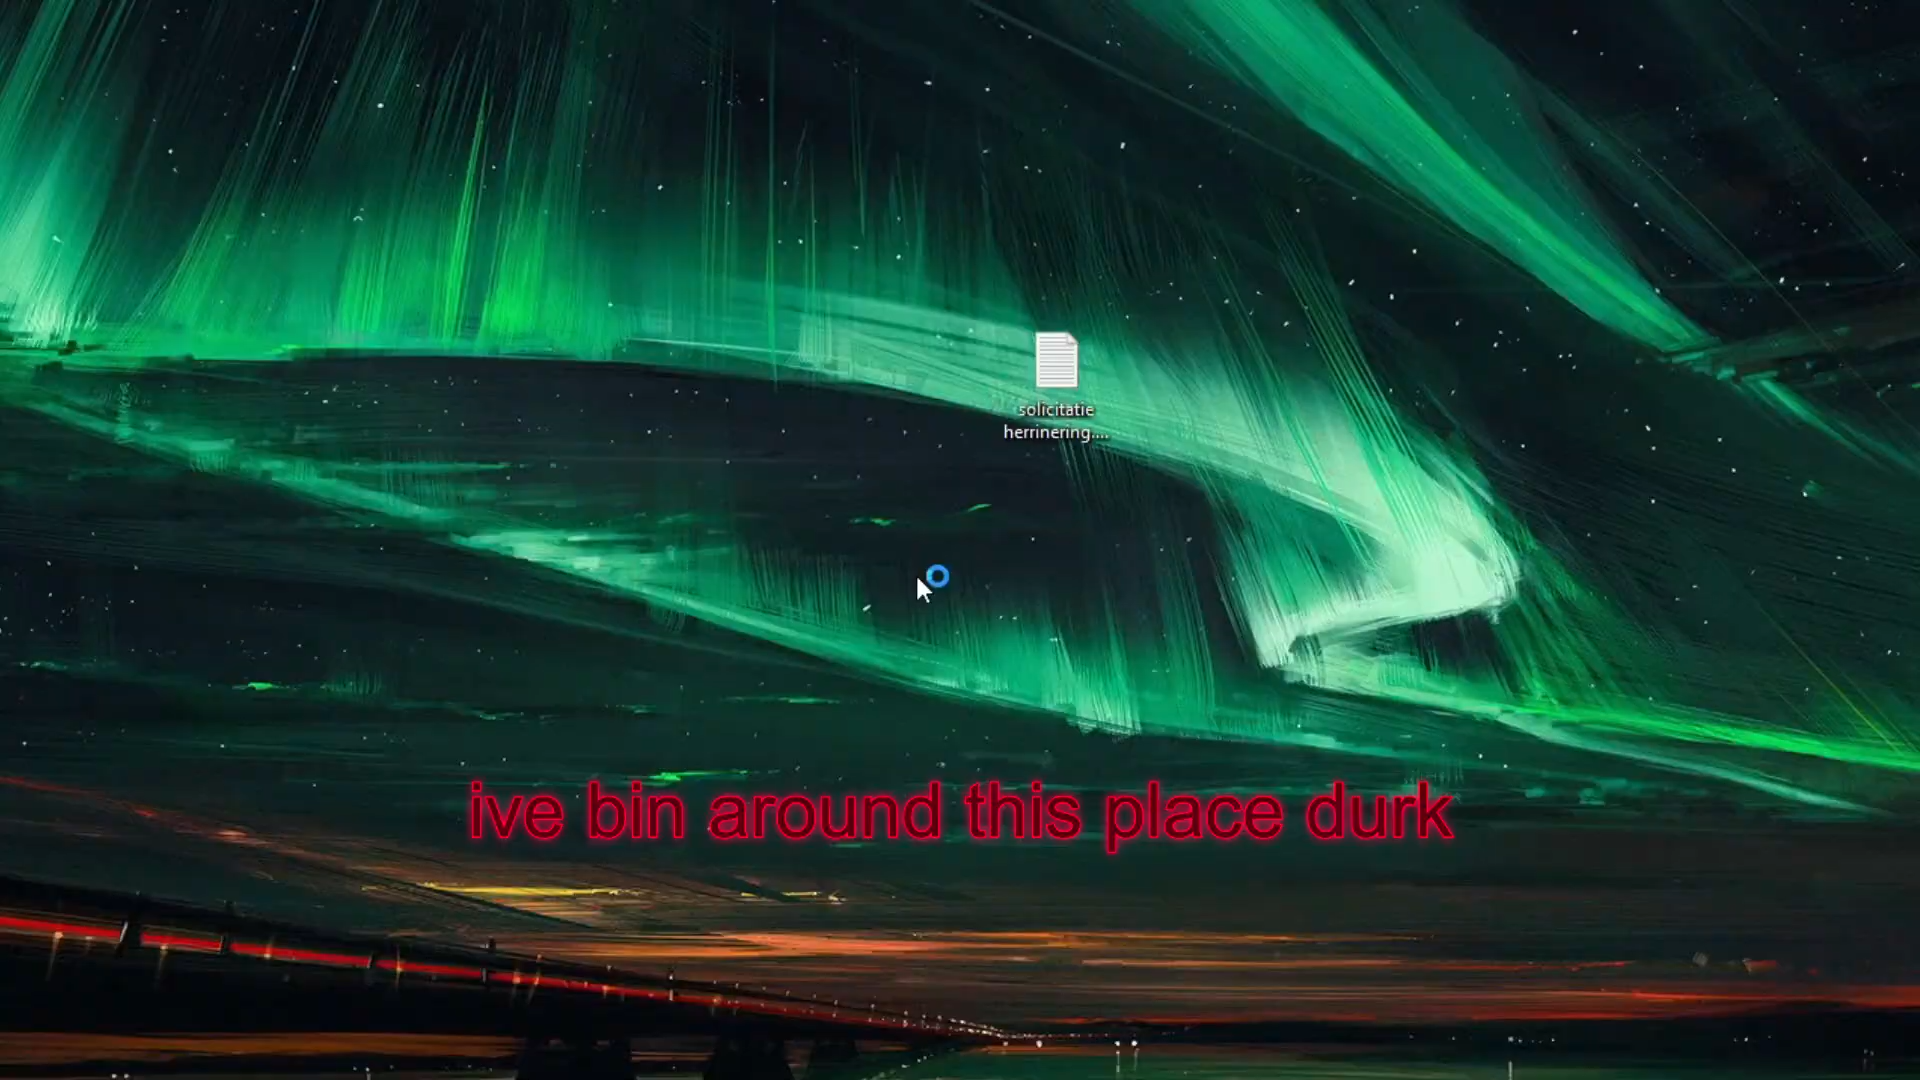 solicitatie
herrinering....
ive bin around this place durk